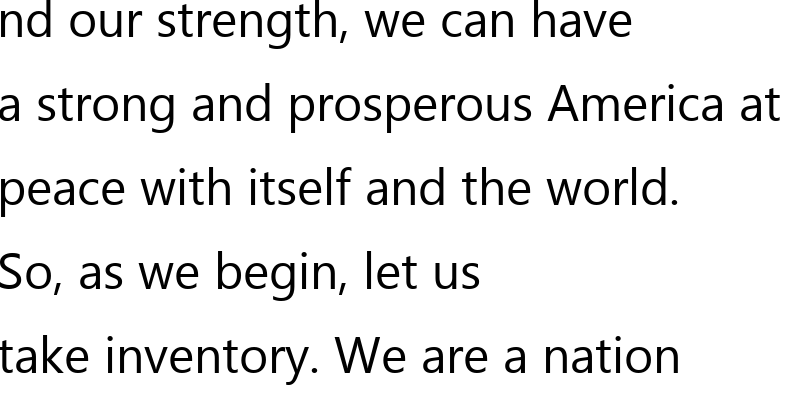 nd our strength, we can have
a strong and prosperous America at
peace with itself and the world.
So, as we begin, let us
take inventory. We are a nation